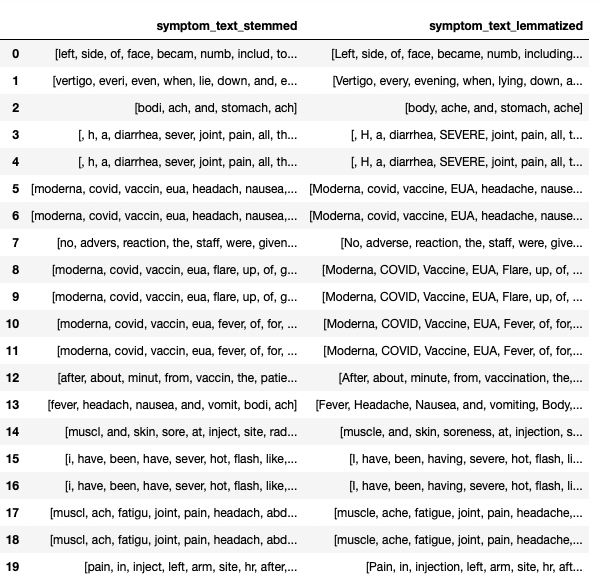 symptom_text_stemmed symptom_text_lemmatized
0 [left, side, of, face, becam, numb, includ, to... [Left, side, of, face, became, numb, including...
1 [vertigo, everi, even, when, lie, down, and, e... [Vertigo, every, evening, when, lying, down, a...
2 [bodi, ach, and, stomach, ach] [body, ache, and, stomach, ache]
3 [, h, a, diarrhea, sever, joint, pain, all, th... [, H, a, diarrhea, SEVERE, joint, pain, all, t...
4 [, h, a, diarrhea, sever, joint, pain, all, th... [, H, a, diarrhea, SEVERE, joint, pain, all, t...
5 [moderna, covid, vaccin, eua, headach, nausea,... [Moderna, covid, vaccine, EUA, headache, nause...
6 [moderna, covid, vaccin, eua, headach, nausea,... [Moderna, covid, vaccine, EUA, headache, nause...
7 [no, advers, reaction, the, staff, were, given... [No, adverse, reaction, the, staff, were, give...
8 [moderna, covid, vaccin, eua, flare, up, of, g... [Moderna, COVID, Vaccine, EUA, Flare, up, of, ...
9 [moderna, covid, vaccin, eua, flare, up, of, g... [Moderna, COVID, Vaccine, EUA, Flare, up, of, ...
10 [moderna, covid, vaccin, eua, fever, of, for, ... [Moderna, COVID, Vaccine, EUA, Fever, of, for,...
11 [moderna, covid, vaccin, eua, fever, of, for, ... [Moderna, COVID, Vaccine, EUA, Fever, of, for,...
12 [after, about, minut, from, vaccin, the, patie... [After, about, minute, from, vaccination, the,...
13 [fever, headach, nausea, and, vomit, bodi, ach] [Fever, Headache, Nausea, and, vomiting, Body,...
14 [muscl, and, skin, sore, at, inject, site, rad... [muscle, and, skin, soreness, at, injection, s...
15 [i, have, been, have, sever, hot, flash, like,... [I, have, been, having, severe, hot, flash, li...
16 [i, have, been, have, sever, hot, flash, like,... [I, have, been, having, severe, hot, flash, li...
17 [muscl, ach, fatigu, joint, pain, headach, abd... [muscle, ache, fatigue, joint, pain, headache,...
18 [muscl, ach, fatigu, joint, pain, headach, abd... [muscle, ache, fatigue, joint, pain, headache,...
19 [pain, in, inject, left, arm, site, hr, after,... [Pain, in, injection, left, arm, site, hr, aft...